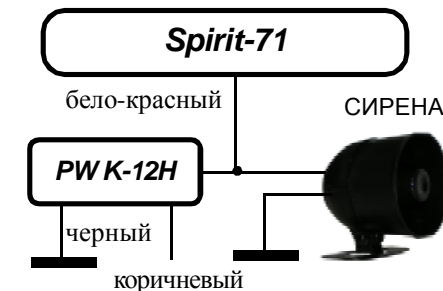 Spirit-71
бело-красный
СИРЕНА
PW K-12H
черный
коричневый